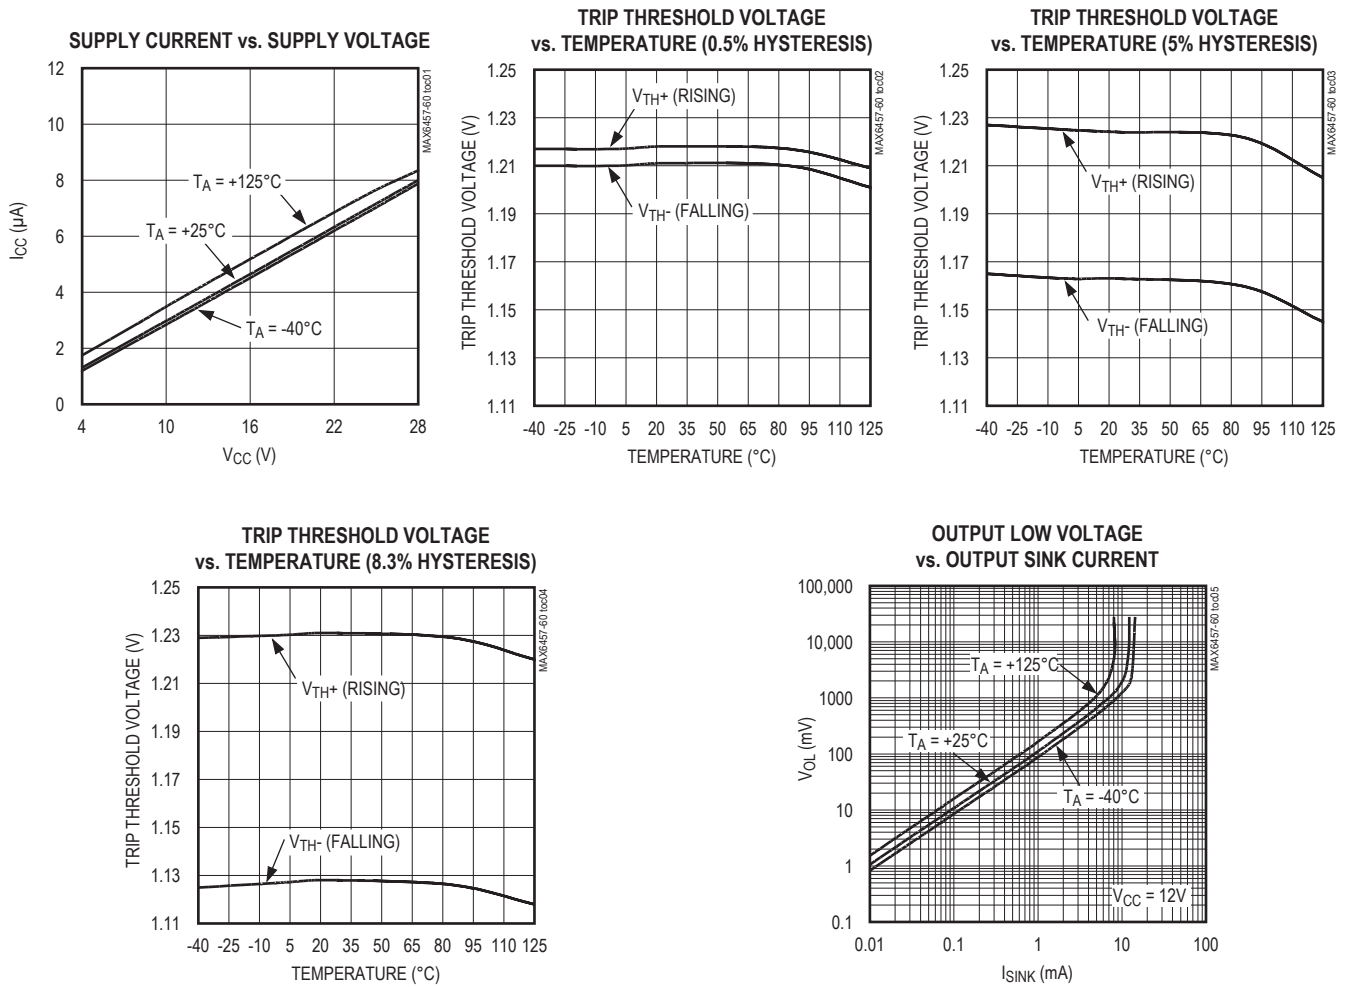 SUPPLY CURRENT vs. SUPPLY VOLTAGE
12
10
8
6
4
2
0
ICC (µA)
TA = +125°C
TA = +25°C
TA = -40°C
4 10 16 22 28
VCC (V)
MAX6457-60 toc01
TRIP THRESHOLD VOLTAGE
vs. TEMPERATURE (0.5% HYSTERESIS)
1.25
1.23
1.21
1.19
1.17
1.15
1.13
1.11
TRIP THRESHOLD VOLTAGE (V)
VTH+ (RISING)
VTH- (FALLING)
-40 -25 -10 5 20 35 50 65 80 95 110 125
TEMPERATURE (°C)
MAX6457-60 toc02
TRIP THRESHOLD VOLTAGE
vs. TEMPERATURE (5% HYSTERESIS)
1.25
1.23
1.21
1.19
1.17
1.15
1.13
1.11
TRIP THRESHOLD VOLTAGE (V)
VTH+ (RISING)
VTH- (FALLING)
-40 -25 -10 5 20 35 50 65 80 95 110 125
TEMPERATURE (°C)
MAX6457-60 toc03
TRIP THRESHOLD VOLTAGE
vs. TEMPERATURE (8.3% HYSTERESIS)
1.25
1.23
1.21
1.19
1.17
1.15
1.13
1.11
TRIP THRESHOLD VOLTAGE (V)
VTH+ (RISING)
VTH- (FALLING)
-40 -25 -10 5 20 35 50 65 80 95 110 125
TEMPERATURE (°C)
MAX6457-60 toc04
OUTPUT LOW VOLTAGE
vs. OUTPUT SINK CURRENT
100,000
10,000
1000
100
10
1
0.1
VOL (mV)
TA = +125°C
TA = +25°C
TA = -40°C
VCC = 12V
0.01 0.1 1 10 100
ISINK (mA)
MAX6457-60 toc05